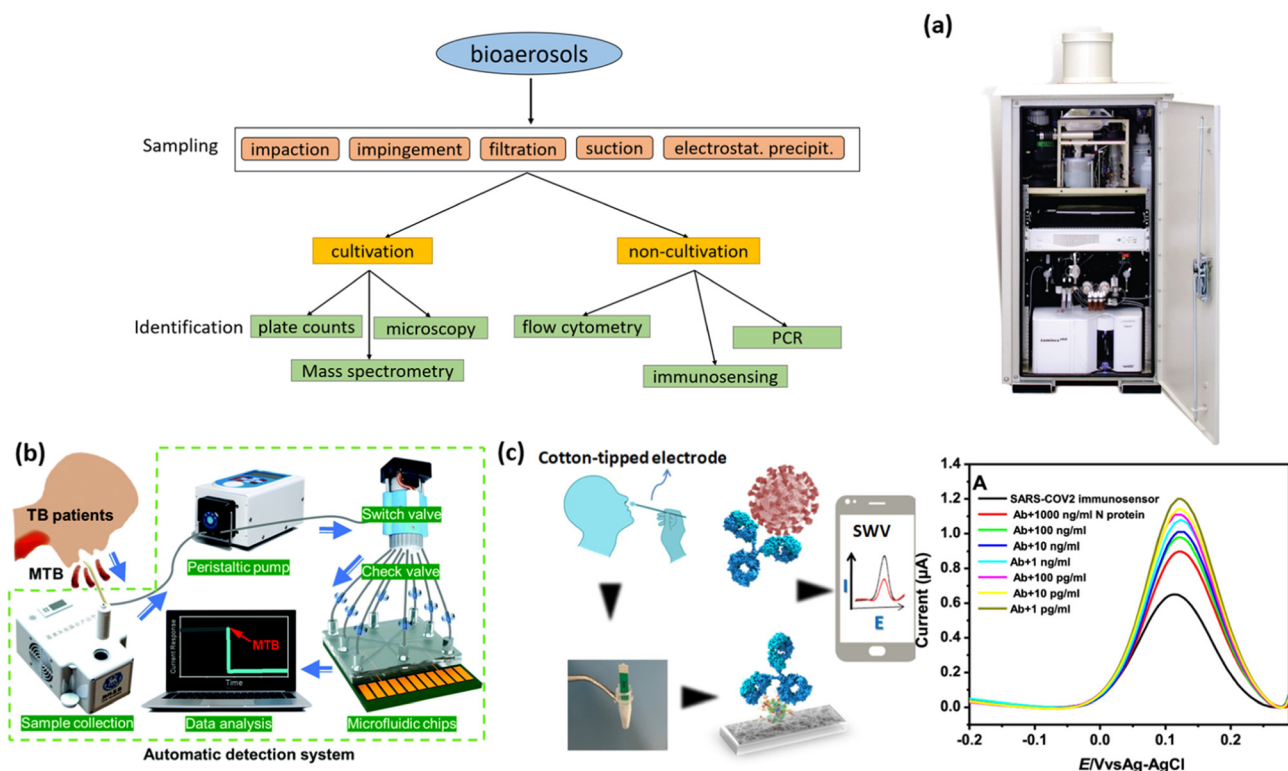 bioaerosols
Sampling
impaction
impingement
filtration
suction
electrostat. precipit.
cultivation
non-cultivation
Identification
plate counts
microscopy
Mass spectrometry
flow cytometry
PCR
immunosensing
(a)
(b)
TB patients
MTB
Peristaltic pump
Switch valve
Check valve
Sample collection
Current Response
MTB
Time
Data analysis
Microfluidic chips
Automatic detection system
(c)
Cotton-tipped electrode
SWV
I
E
A
SARS-COV2 immunosensor
Ab+1000 ng/ml N protein
Ab+100 ng/ml
Ab+10 ng/ml
Ab+1 ng/ml
Ab+100 pg/ml
Ab+10 pg/ml
Ab+1 pg/ml
Current (µA)
1.4
1.2
1.0
0.8
0.6
0.4
0.2
0.0
-0.2
0.0
0.1
0.2
E/VvsAg-AgCl